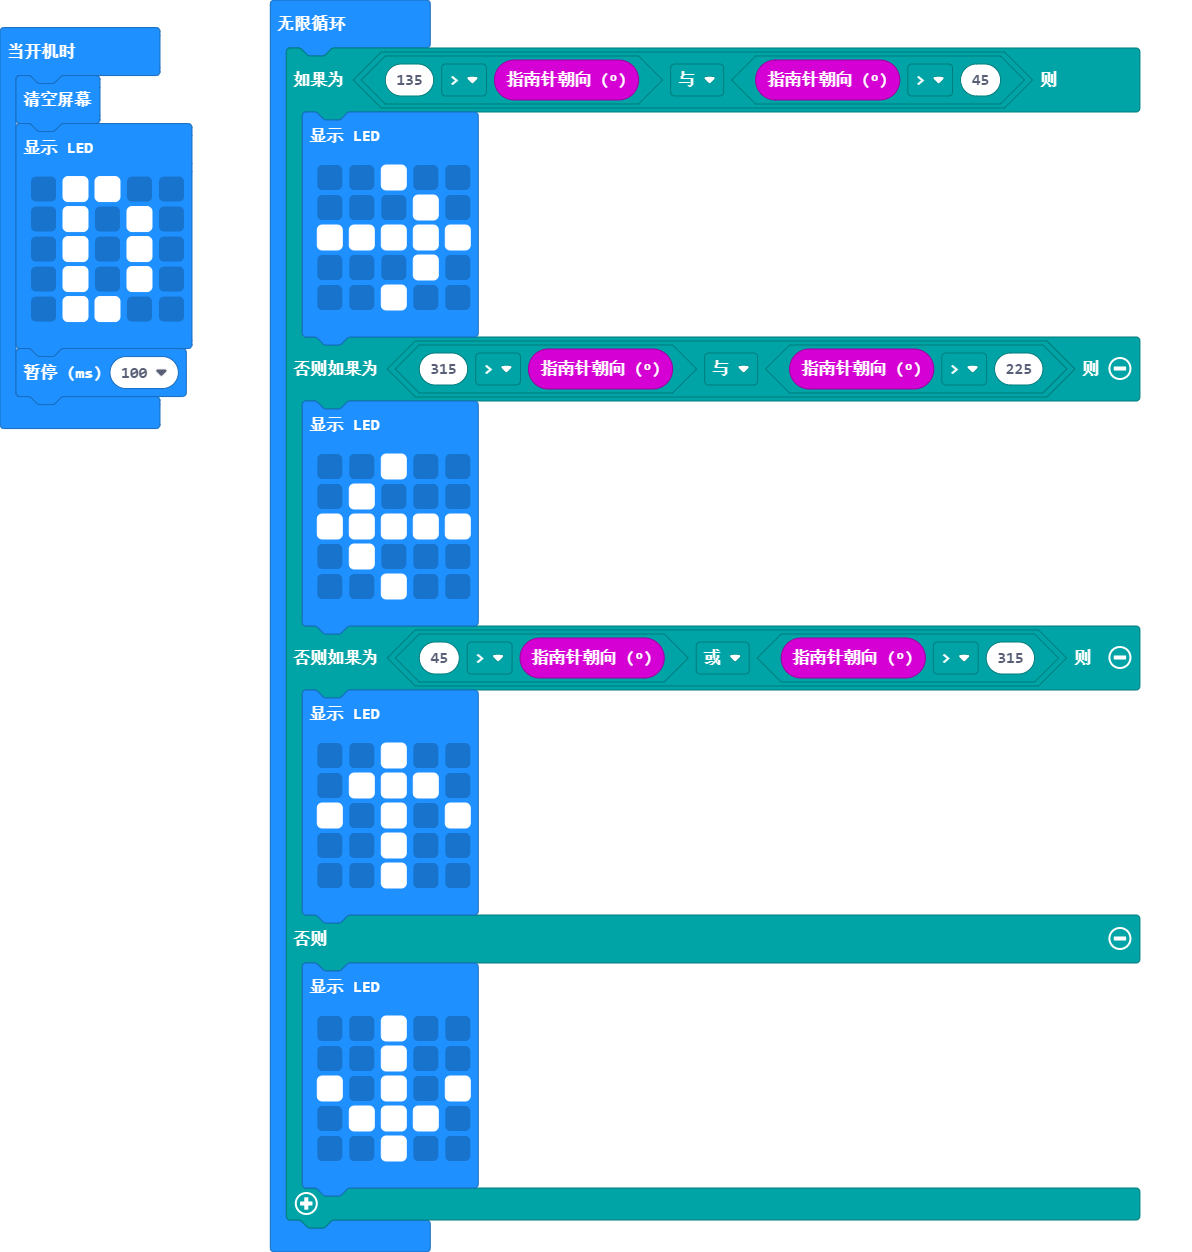 当开机时
清空屏幕
显示 LED
暂停 (ms) 100
无限循环
如果为 135 > 指南针朝向 (º) 与 指南针朝向 (º) > 45 则
显示 LED
否则如果为 315 > 指南针朝向 (º) 与 指南针朝向 (º) > 225 则
显示 LED
否则如果为 45 > 指南针朝向 (º) 或 指南针朝向 (º) > 315 则
显示 LED
否则
显示 LED